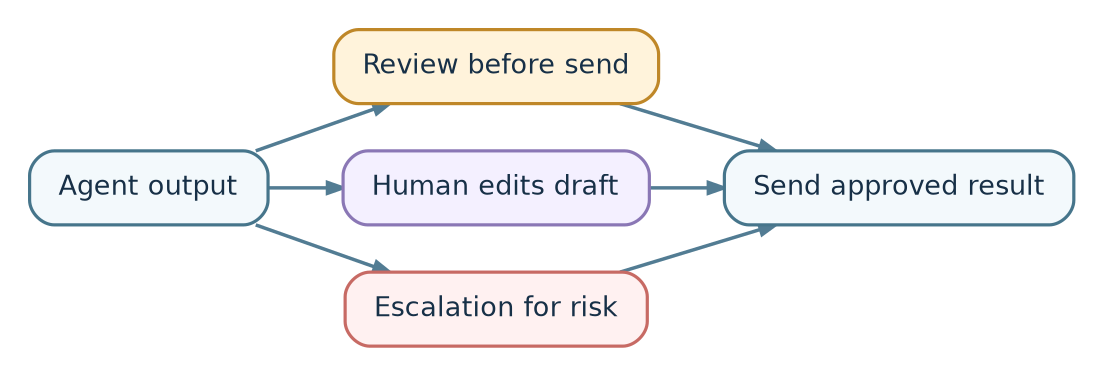 Review before send
Agent output
Human edits draft
Send approved result
Escalation for risk